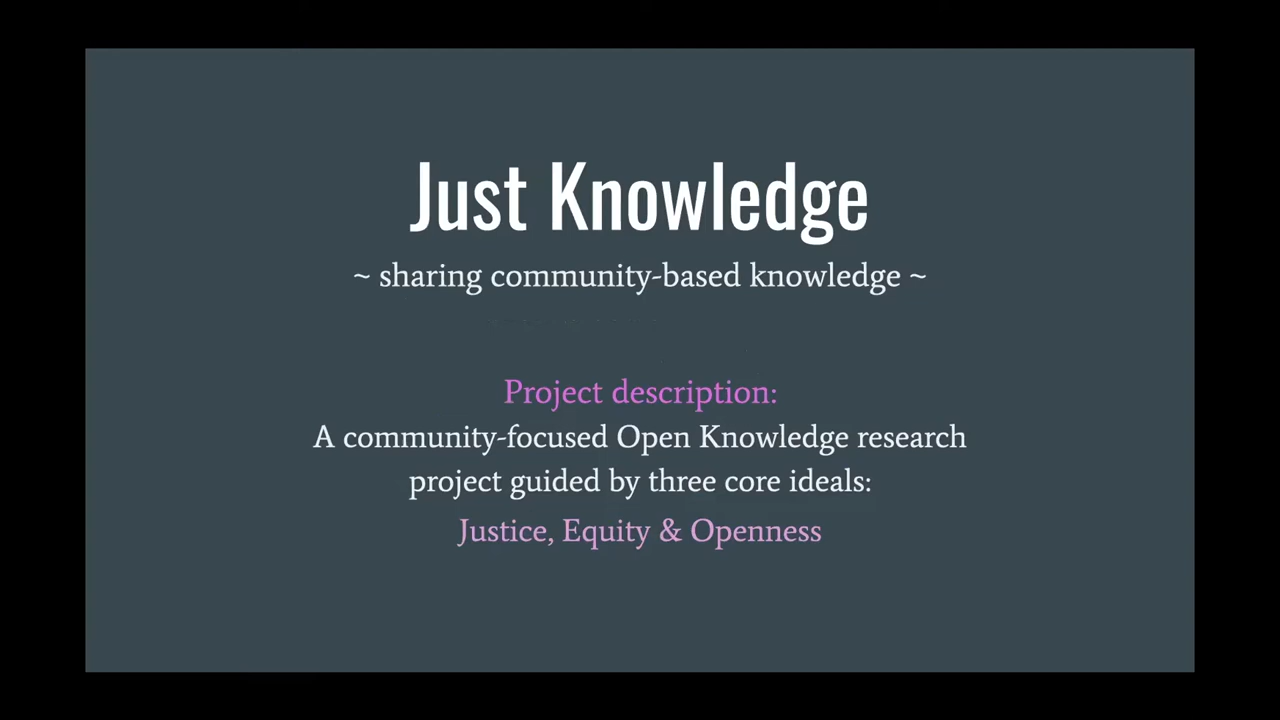 Just Knowledge
~ sharing community-based knowledge ~
Project description:
A community-focused Open Knowledge research
project guided by three core ideals:
Justice, Equity & Openness